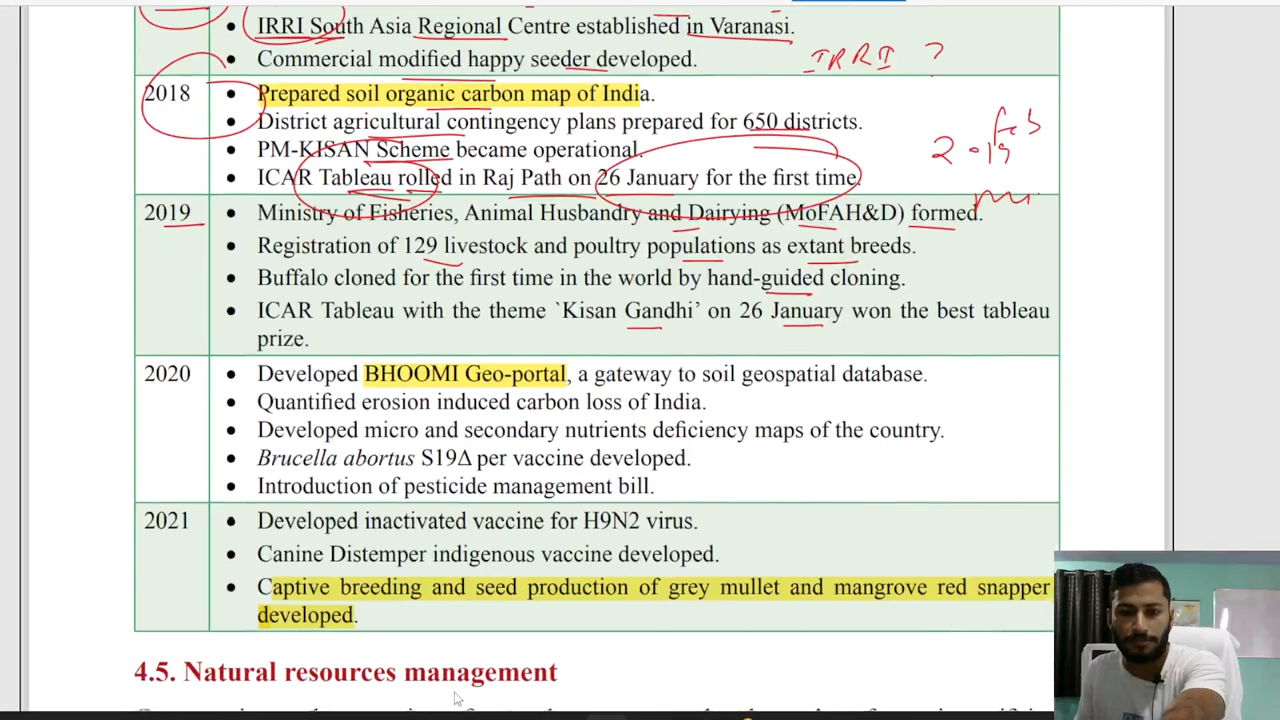 IRRI South Asia Regional Centre established in Varanasi.
Commercial modified happy seeder developed.
IRRI ?
2018
Prepared soil organic carbon map of India.
District agricultural contingency plans prepared for 650 districts.
Feb
2019
PM-KISAN Scheme became operational.
ICAR Tableau rolled in Raj Path on 26 January for the first time.
2019
Ministry of Fisheries, Animal Husbandry and Dairying (MoFAH&D) formed.
Registration of 129 livestock and poultry populations as extant breeds.
Buffalo cloned for the first time in the world by hand-guided cloning.
ICAR Tableau with the theme `Kisan Gandhi’ on 26 January won the best tableau
prize.
2020
Developed BHOOMI Geo-portal, a gateway to soil geospatial database.
Quantified erosion induced carbon loss of India.
Developed micro and secondary nutrients deficiency maps of the country.
Brucella abortus S19Δ per vaccine developed.
Introduction of pesticide management bill.
2021
Developed inactivated vaccine for H9N2 virus.
Canine Distemper indigenous vaccine developed.
Captive breeding and seed production of grey mullet and mangrove red snapper
developed.
4.5. Natural resources management